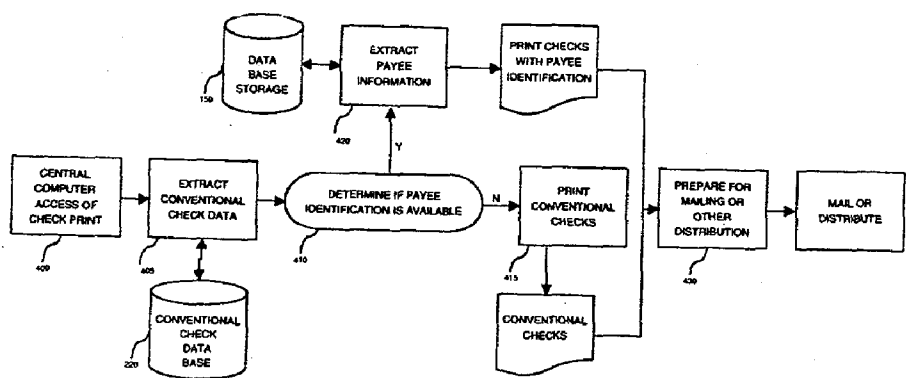 DATA
BASE
STORAGE
150
EXTRACT
PAYEE
INFORMATION
420
PRINT CHECKS
WITH PAYEE
IDENTIFICATION
Y
CENTRAL
COMPUTER
ACCESS OF
CHECK PRINT
400
EXTRACT
CONVENTIONAL
CHECK DATA
405
DETERMINE IF PAYEE
IDENTIFICATION IS AVAILABLE
410
N
PRINT
CONVENTIONAL
CHECKS
415
PREPARE FOR
MAILING OR
OTHER
DISTRIBUTION
430
MAIL OR
DISTRIBUTE
CONVENTIONAL
CHECK
DATA
BASE
220
CONVENTIONAL
CHECKS